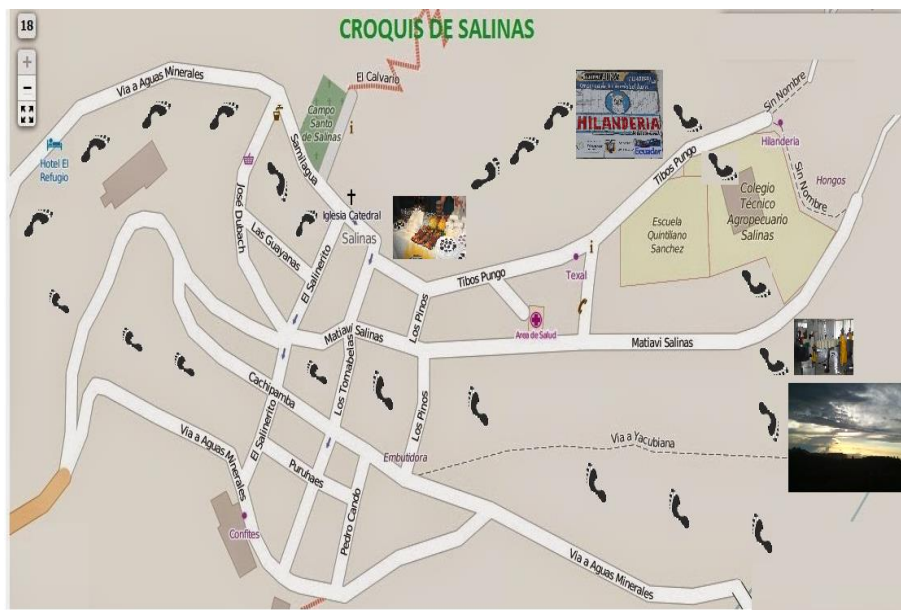 18
CROQUIS DE SALINAS
+
-
Via a Aguas Minerales
El Calvario
Campo
Santo
de Salinas
i
Samilagua
Hotel El
Refugio
José Dubach
Las Guayanas
Iglesia Catedral
Salinas
El Salinerito
HILANDERIA
Ecuador
Sin Nombre
Hilanderia
Tibos Pungo
Sin Nombre
Hongos
Colegio
Técnico
Agropecuario
Salinas
Escuela
Quintiliano
Sanchez
i
Texal
Tibos Pungo
Los Pinos
Area de Salud
Matiavi Salinas
Matiavi Salinas
Los Tomabelas
Cachipamba
Los Pinos
El Salinerito
Via a Aguas Minerales
Puruhaes
Embutidora
Via a Yacubiana
Pedro Cando
Confites
Via a Aguas Minerales